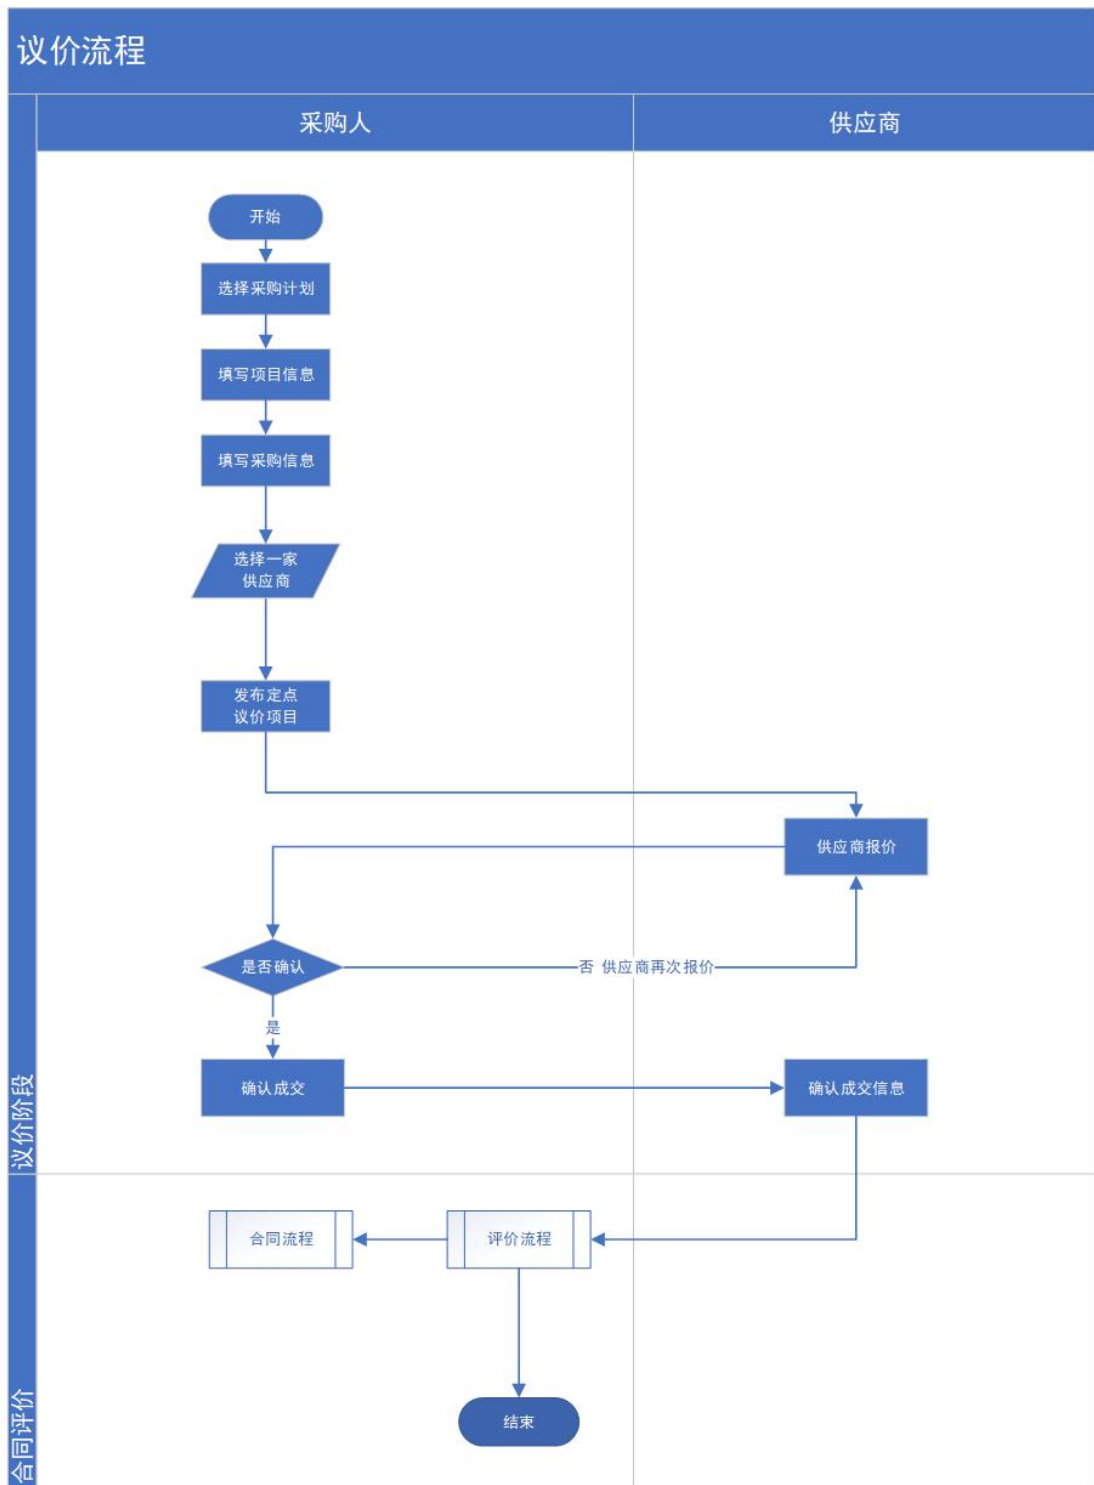 议价流程
采购人
供应商
开始
选择采购计划
填写项目信息
填写采购信息
选择一家
供应商
发布定点
议价项目
供应商报价
是否确认
否 供应商再次报价
是
确认成交
确认成交信息
议价阶段
合同流程
评价流程
结束
合同评价